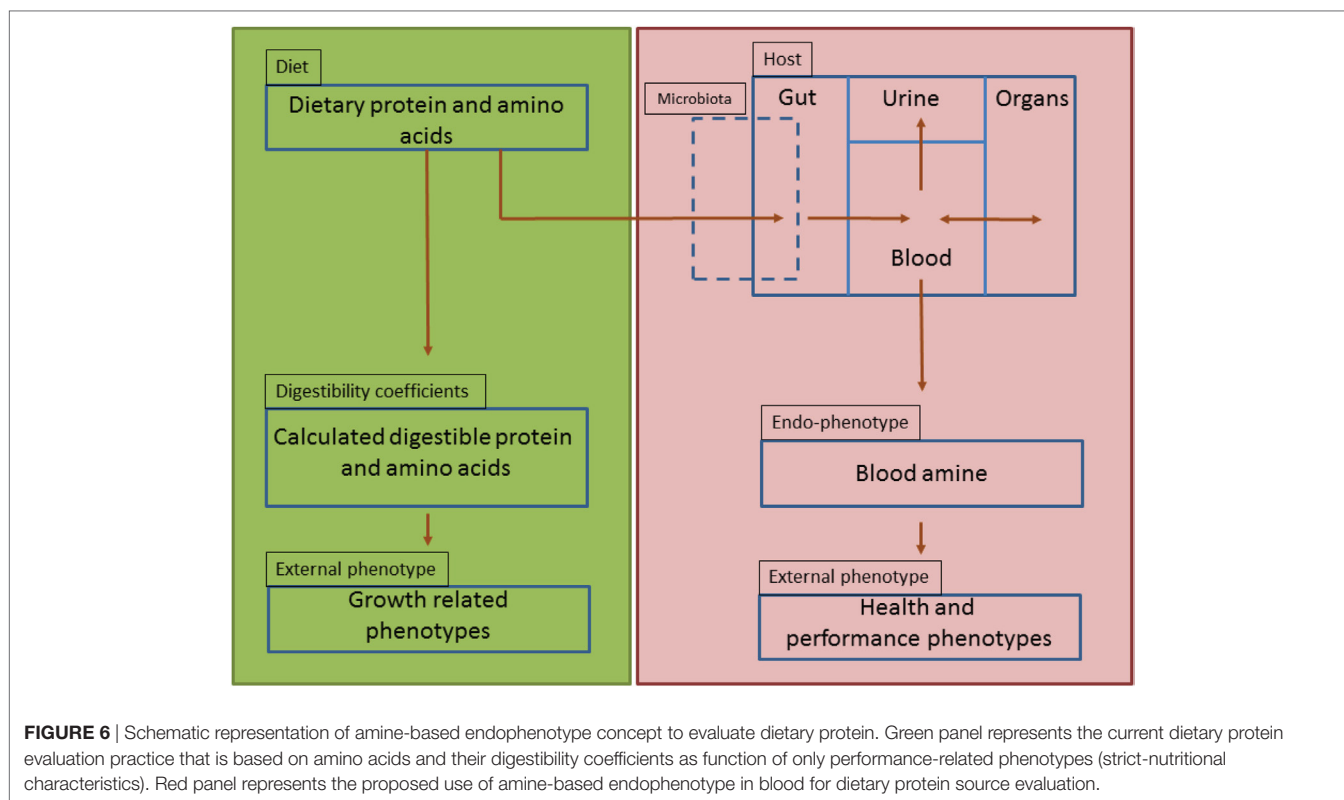 Diet
Dietary protein and amino
acids
Digestibility coefficients
Calculated digestible protein
and amino acids
External phenotype
Growth related
phenotypes
Host
Microbiota
Gut
Urine
Organs
Blood
Endo-phenotype
Blood amine
External phenotype
Health and
performance phenotypes
FIGURE 6 | Schematic representation of amine-based endophenotype concept to evaluate dietary protein. Green panel represents the current dietary protein
evaluation practice that is based on amino acids and their digestibility coefficients as function of only performance-related phenotypes (strict-nutritional
characteristics). Red panel represents the proposed use of amine-based endophenotype in blood for dietary protein source evaluation.